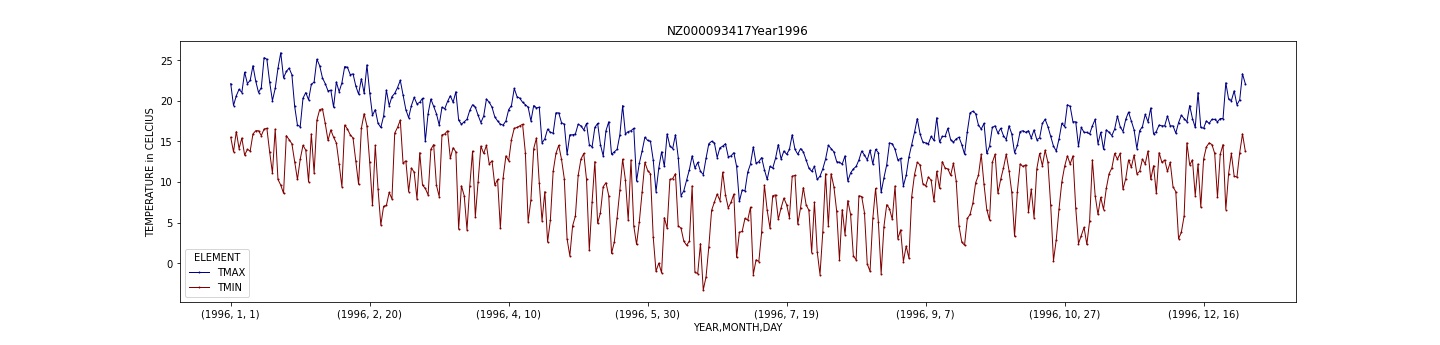 NZ000093417Year1996
TEMPERATURE in CELCIUS
25
20
15
10
5
0
ELEMENT
TMAX
TMIN
(1996, 1, 1) (1996, 2, 20) (1996, 4, 10) (1996, 5, 30) (1996, 7, 19) (1996, 9, 7) (1996, 10, 27) (1996, 12, 16)
YEAR,MONTH,DAY